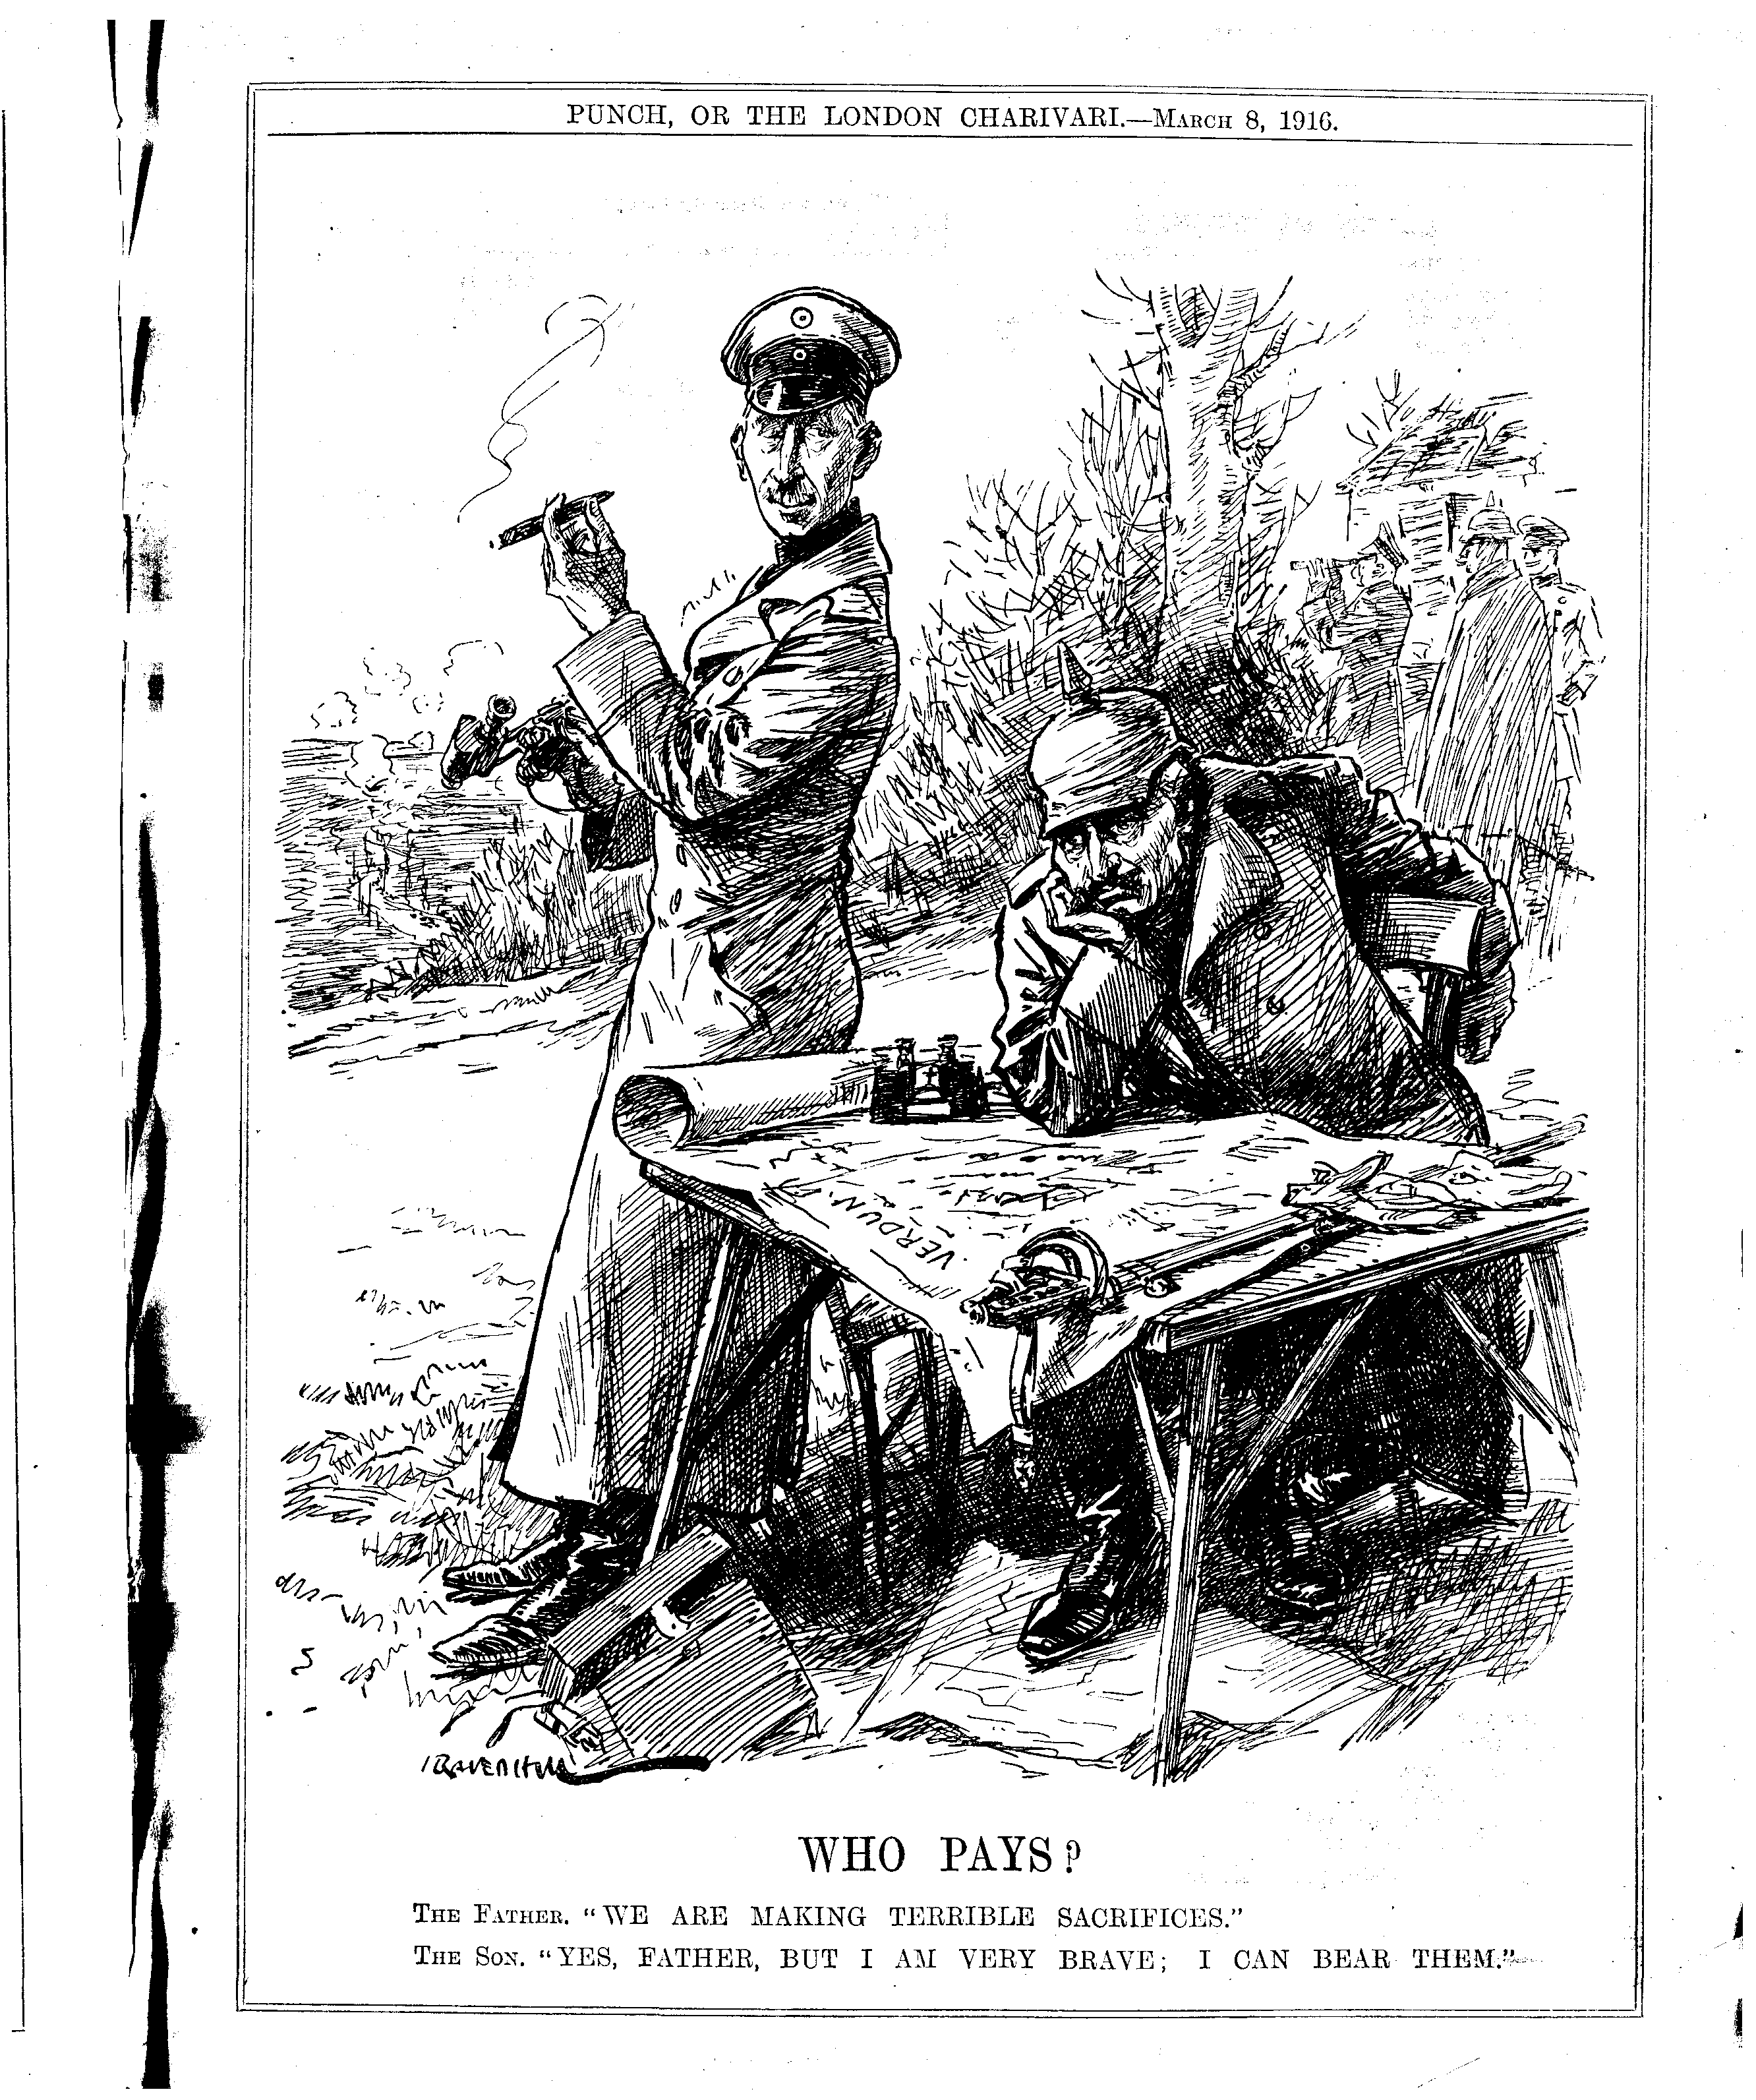 PUNCH, OR THE LONDON CHARIVARI.—MARCH 8, 1916.
VERDUN.
RAVENHILL
WHO PAYS?
THE FATHER. "WE ARE MAKING TERRIBLE SACRIFICES."
THE SON. "YES, FATHER, BUT I AM VERY BRAVE; I CAN BEAR THEM."